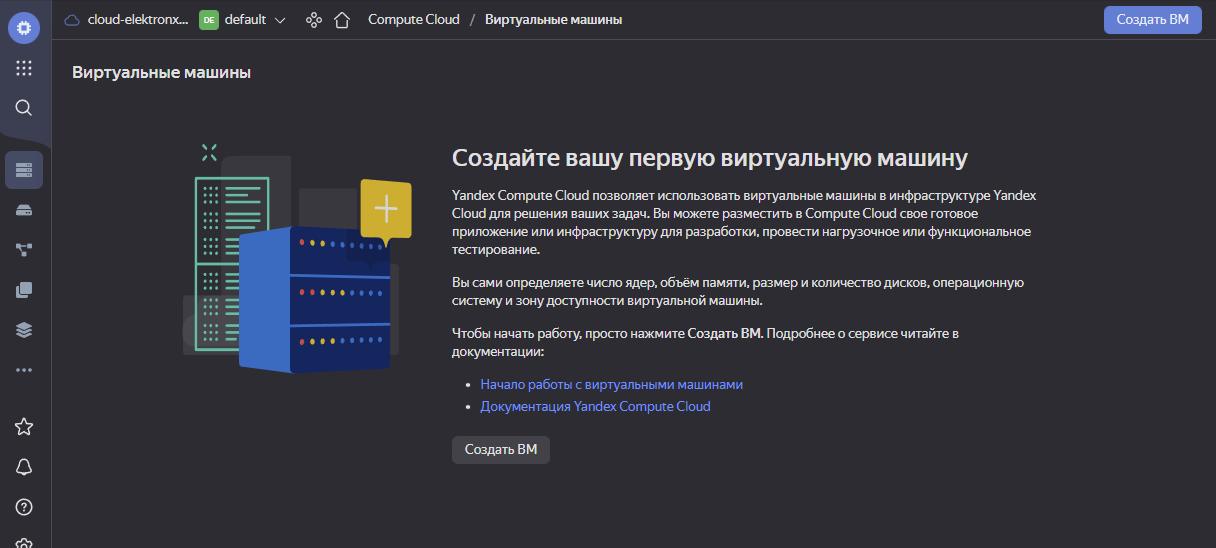 cloud-elektronx... DE default Compute Cloud / Виртуальные машины Создать ВМ
Виртуальные машины
Создайте вашу первую виртуальную машину
Yandex Compute Cloud позволяет использовать виртуальные машины в инфраструктуре Yandex
Cloud для решения ваших задач. Вы можете разместить в Compute Cloud свое готовое
приложение или инфраструктуру для разработки, провести нагрузочное или функциональное
тестирование.
Вы сами определяете число ядер, объём памяти, размер и количество дисков, операционную
систему и зону доступности виртуальной машины.
Чтобы начать работу, просто нажмите Создать ВМ. Подробнее о сервисе читайте в
документации:
• Начало работы с виртуальными машинами
• Документация Yandex Compute Cloud
Создать ВМ